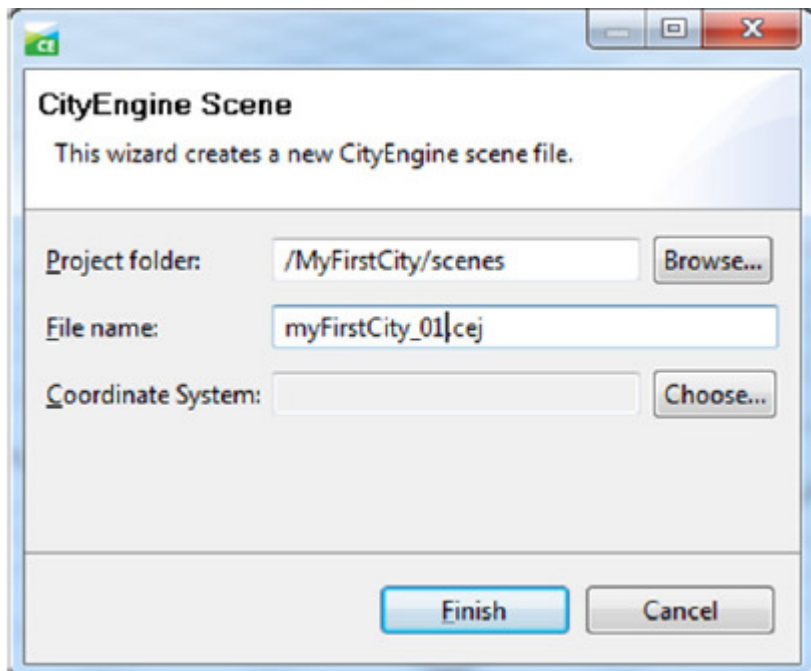 CE
CityEngine Scene
This wizard creates a new CityEngine scene file.
Project folder: /MyFirstCity/scenes Browse...
File name: myFirstCity_01.cej
Coordinate System: Choose...
Finish Cancel